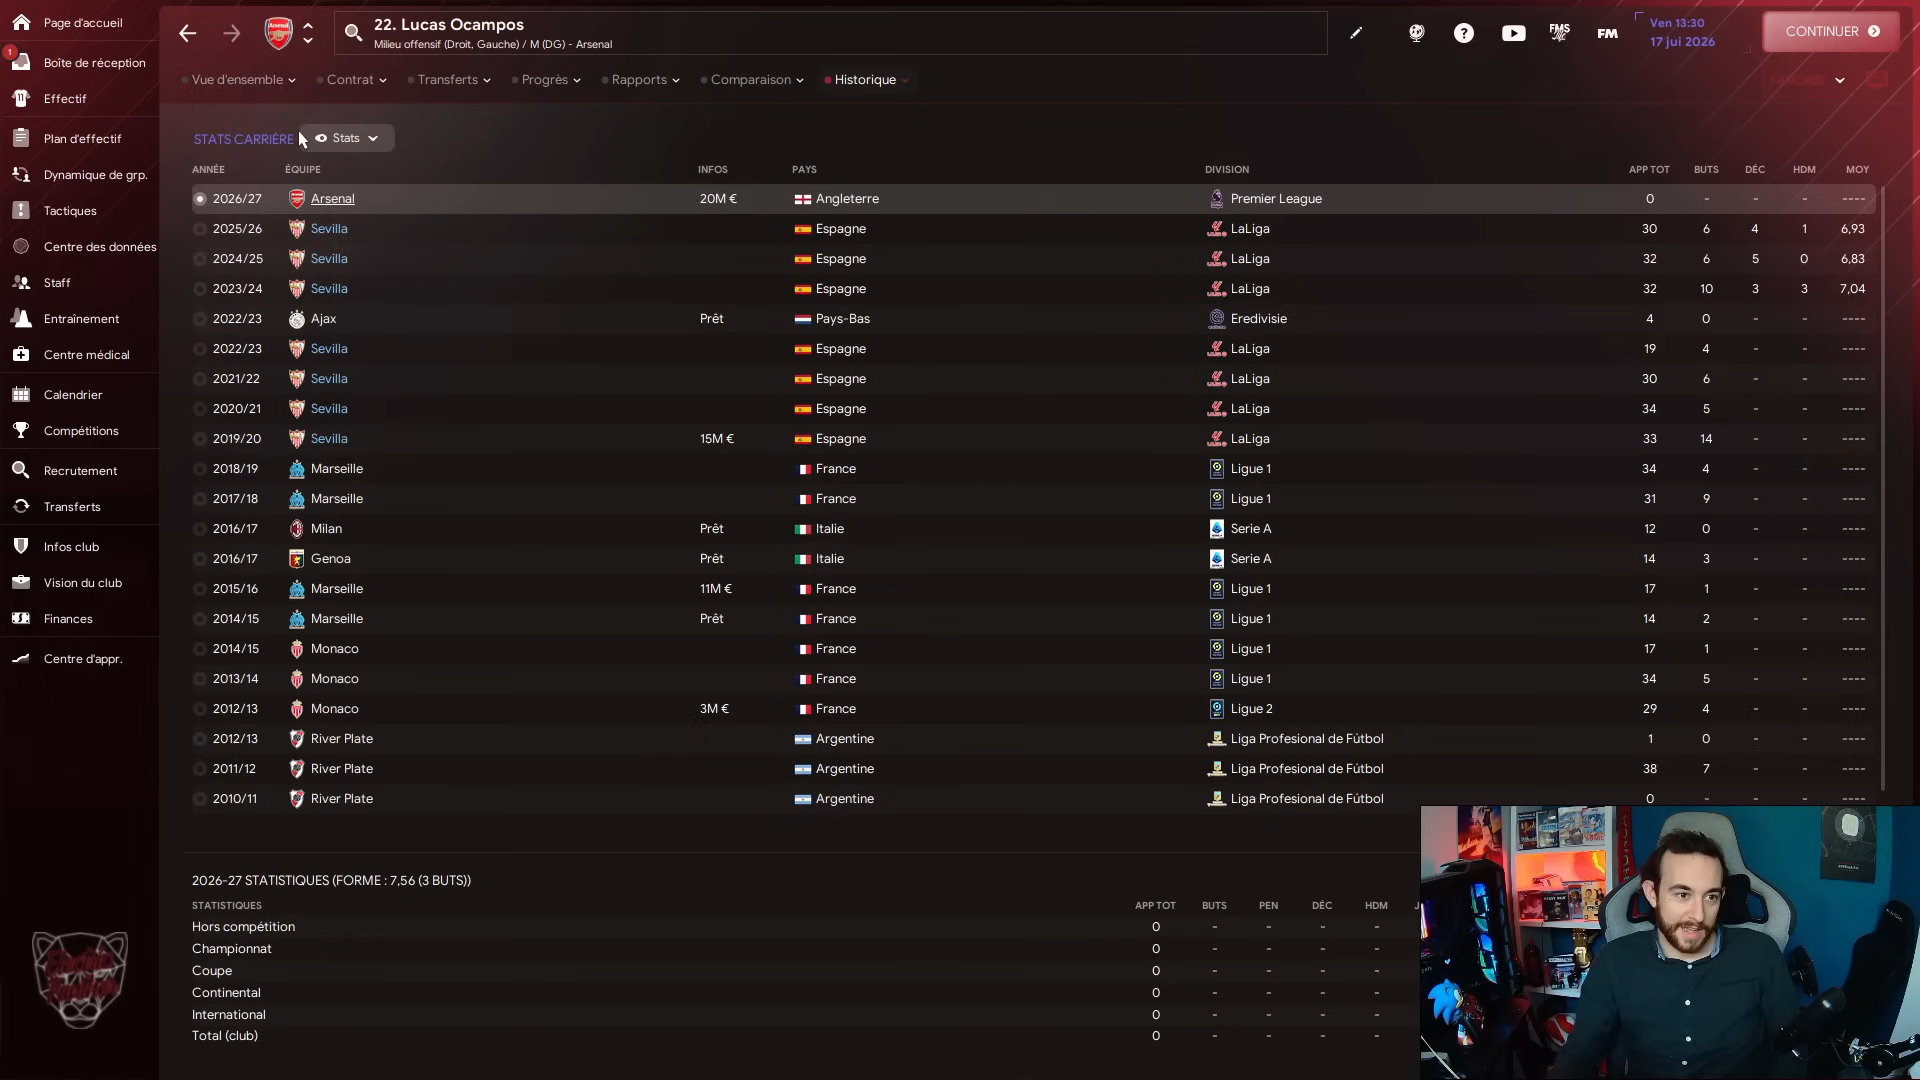 Page d'accueil
1
Boîte de réception
Effectif
Plan d'effectif
Dynamique de grp.
Tactiques
Centre des données
Staff
Entraînement
Centre médical
Calendrier
Compétitions
Recrutement
Transferts
Infos club
Vision du club
Finances
Centre d'appr.
22. Lucas Ocampos
Milieu offensif (Droit, Gauche) / M (DG) - Arsenal
FMS
FM
Ven 13:30
17 jui 2026
CONTINUER
Vue d'ensemble Contrat Transferts Progrès Rapports Comparaison Historique
STATS CARRIÈRE Stats
ANNÉE ÉQUIPE INFOS PAYS DIVISION APP TOT BUTS DÉC HDM MOY
2026/27 Arsenal 20M € Angleterre Premier League 0 - - - ----
2025/26 Sevilla Espagne LaLiga 30 6 4 1 6,93
2024/25 Sevilla Espagne LaLiga 32 6 5 0 6,83
2023/24 Sevilla Espagne LaLiga 32 10 3 3 7,04
2022/23 Ajax Prêt Pays-Bas Eredivisie 4 0 - - ----
2022/23 Sevilla Espagne LaLiga 19 4 - - ----
2021/22 Sevilla Espagne LaLiga 30 6 - - ----
2020/21 Sevilla Espagne LaLiga 34 5 - - ----
2019/20 Sevilla 15M € Espagne LaLiga 33 14 - - ----
2018/19 Marseille France Ligue 1 34 4 - - ----
2017/18 Marseille France Ligue 1 31 9 - - ----
2016/17 Milan Prêt Italie Serie A 12 0 - - ----
2016/17 Genoa Prêt Italie Serie A 14 3 - - ----
2015/16 Marseille 11M € France Ligue 1 17 1 - - ----
2014/15 Marseille Prêt France Ligue 1 14 2 - - ----
2014/15 Monaco France Ligue 1 17 1 - - ----
2013/14 Monaco France Ligue 1 34 5 - - ----
2012/13 Monaco 3M € France Ligue 2 29 4 - - ----
2012/13 River Plate Argentine Liga Profesional de Fútbol 1 0 - - ----
2011/12 River Plate Argentine Liga Profesional de Fútbol 38 7 - - ----
2010/11 River Plate Argentine Liga Profesional de Fútbol 0 - - - ----
2026-27 STATISTIQUES (FORME : 7,56 (3 BUTS))
STATISTIQUES APP TOT BUTS PEN DÉC HDM J
Hors compétition 0 - - - -
Championnat 0 - - - -
Coupe 0 - - - -
Continental 0 - - - -
International 0 - - - -
Total (club) 0 - - - -